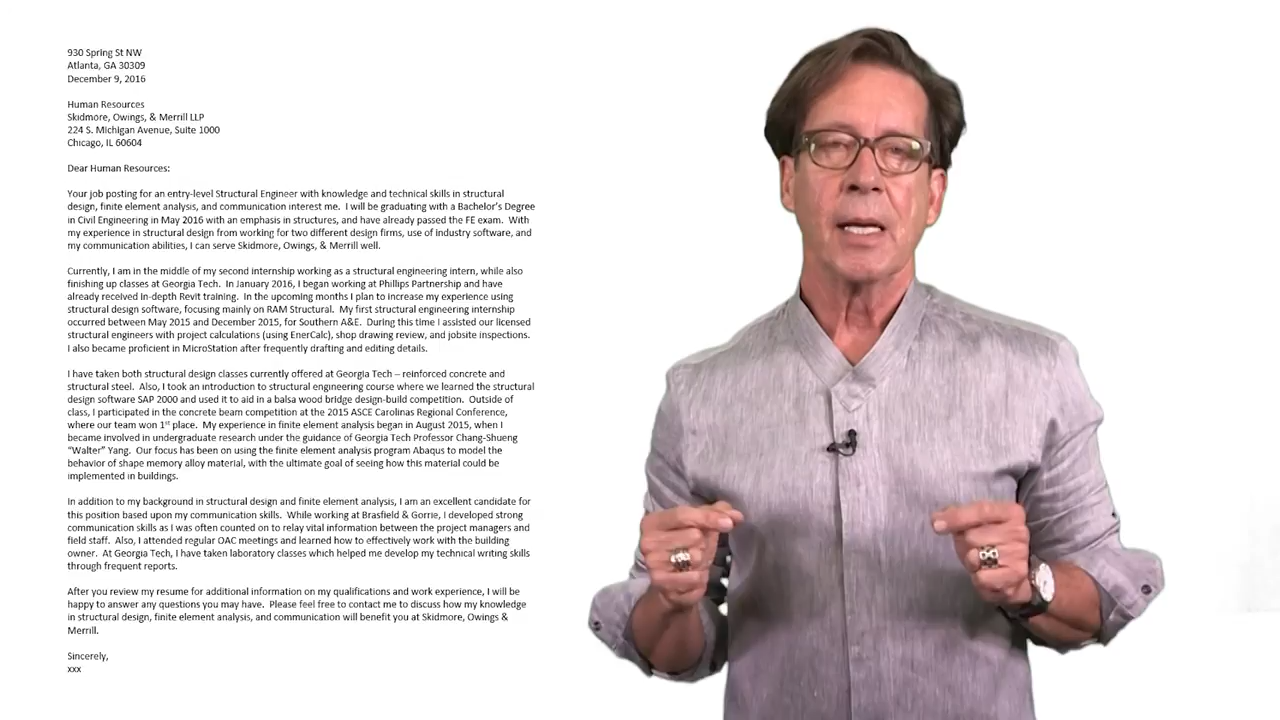 930 Spring St NW
Atlanta, GA 30309
December 9, 2016
Human Resources
Skidmore, Owings, & Merrill LLP
224 S. Michigan Avenue, Suite 1000
Chicago, IL 60604
Dear Human Resources:
Your job posting for an entry-level Structural Engineer with knowledge and technical skills in structural
design, finite element analysis, and communication interest me.  I will be graduating with a Bachelor's Degree
in Civil Engineering in May 2016 with an emphasis in structures, and have already passed the FE exam.  With
my experience in structural design from working for two different design firms, use of industry software, and
my communication abilities, I can serve Skidmore, Owings, & Merrill well.
Currently, I am in the middle of my second internship working as a structural engineering intern, while also
finishing up classes at Georgia Tech.  In January 2016, I began working at Phillips Partnership and have
already received in-depth Revit training.  In the upcoming months I plan to increase my experience using
structural design software, focusing mainly on RAM Structural.  My first structural engineering internship
occurred between May 2015 and December 2015, for Southern A&E.  During this time I assisted our licensed
structural engineers with project calculations (using EnerCalc), shop drawing review, and jobsite inspections.
I also became proficient in MicroStation after frequently drafting and editing details.
I have taken both structural design classes currently offered at Georgia Tech – reinforced concrete and
structural steel.  Also, I took an introduction to structural engineering course where we learned the structural
design software SAP 2000 and used it to aid in a balsa wood bridge design-build competition.  Outside of
class, I participated in the concrete beam competition at the 2015 ASCE Carolinas Regional Conference,
where our team won 1st place.  My experience in finite element analysis began in August 2015, when I
became involved in undergraduate research under the guidance of Georgia Tech Professor Chang-Shueng
"Walter" Yang.  Our focus has been on using the finite element analysis program Abaqus to model the
behavior of shape memory alloy material, with the ultimate goal of seeing how this material could be
implemented in buildings.
In addition to my background in structural design and finite element analysis, I am an excellent candidate for
this position based upon my communication skills.  While working at Brasfield & Gorrie, I developed strong
communication skills as I was often counted on to relay vital information between the project managers and
field staff.  Also, I attended regular OAC meetings and learned how to effectively work with the building
owner.  At Georgia Tech, I have taken laboratory classes which helped me develop my technical writing skills
through frequent reports.
After you review my resume for additional information on my qualifications and work experience, I will be
happy to answer any questions you may have.  Please feel free to contact me to discuss how my knowledge
in structural design, finite element analysis, and communication will benefit you at Skidmore, Owings &
Merrill.
Sincerely,
xxx